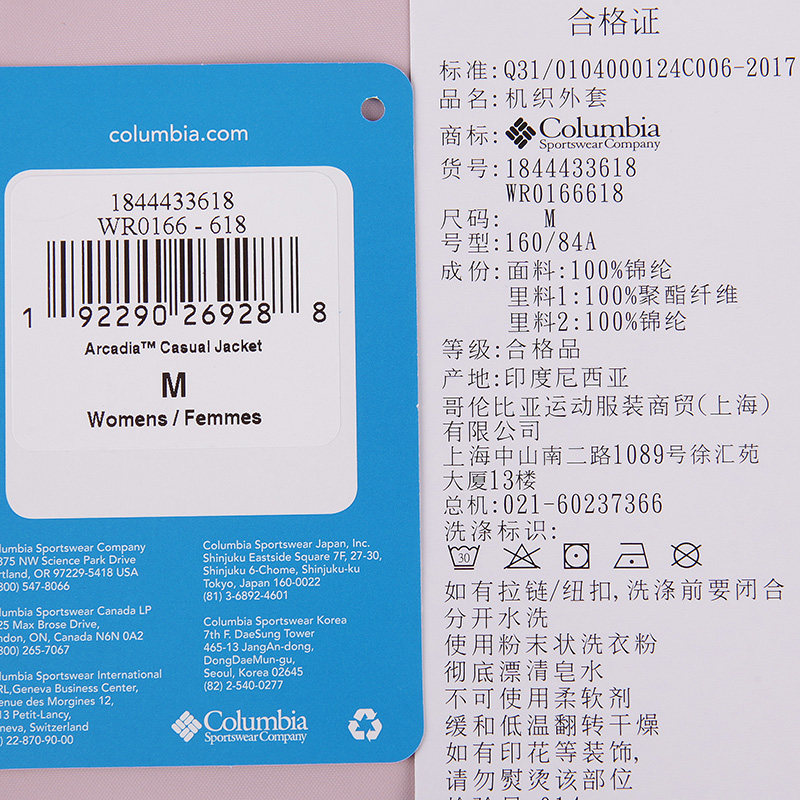 columbia.com
1844433618
WR0166 - 618
1 92290 26928 8
Arcadia™ Casual Jacket
M
Womens / Femmes
lumbia Sportswear Company
375 NW Science Park Drive
rtland, OR 97229-5418 USA
800) 547-8066
lumbia Sportswear Canada LP
25 Max Brose Drive,
ndon, ON, Canada N6N 0A2
800) 265-7067
lumbia Sportswear International
RL,Geneva Business Center,
enue des Morgines 12,
13 Petit-Lancy,
neva, Switzerland
) 22-870-90-00
Columbia Sportswear Japan, Inc.
Shinjuku Eastside Square 7F, 27-30,
Shinjuku 6-Chome, Shinjuku-ku
Tokyo, Japan 160-0022
(81) 3-6892-4601
Columbia Sportswear Korea
7th F. DaeSung Tower
465-13 JangAn-dong,
DongDaeMun-gu,
Seoul, Korea 02645
(82) 2-540-0277
Columbia
Sportswear Company
合格证
标准:Q31/0104000124C006-2017
品名:机织外套
商标: Columbia
Sportswear Company
货号:1844433618
WR0166618
尺码: M
号型:160/84A
成份:面料:100%锦纶
里料1:100%聚酯纤维
里料2:100%锦纶
等级:合格品
产地:印度尼西亚
哥伦比亚运动服装商贸(上海)
有限公司
上海中山南二路1089号徐汇苑
大厦13楼
总机:021-60237366
洗涤标识:
30
如有拉链/纽扣,洗涤前要闭合
分开水洗
使用粉末状洗衣粉
彻底漂清皂水
不可使用柔软剂
缓和低温翻转干燥
如有印花等装饰,
请勿熨烫该部位